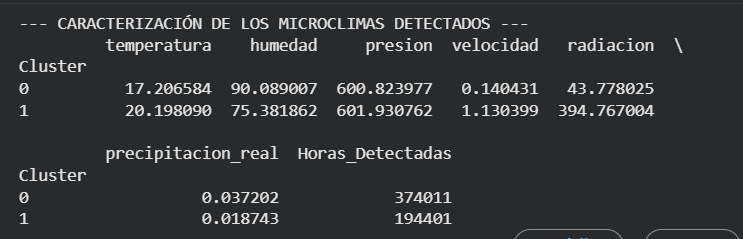 --- CARACTERIZACIÓN DE LOS MICROCLIMAS DETECTADOS ---
temperatura humedad presion velocidad radiacion \
Cluster
0 17.206584 90.089007 600.823977 0.140431 43.778025
1 20.198090 75.381862 601.930762 1.130399 394.767004
precipitacion_real Horas_Detectadas
Cluster
0 0.037202 374011
1 0.018743 194401